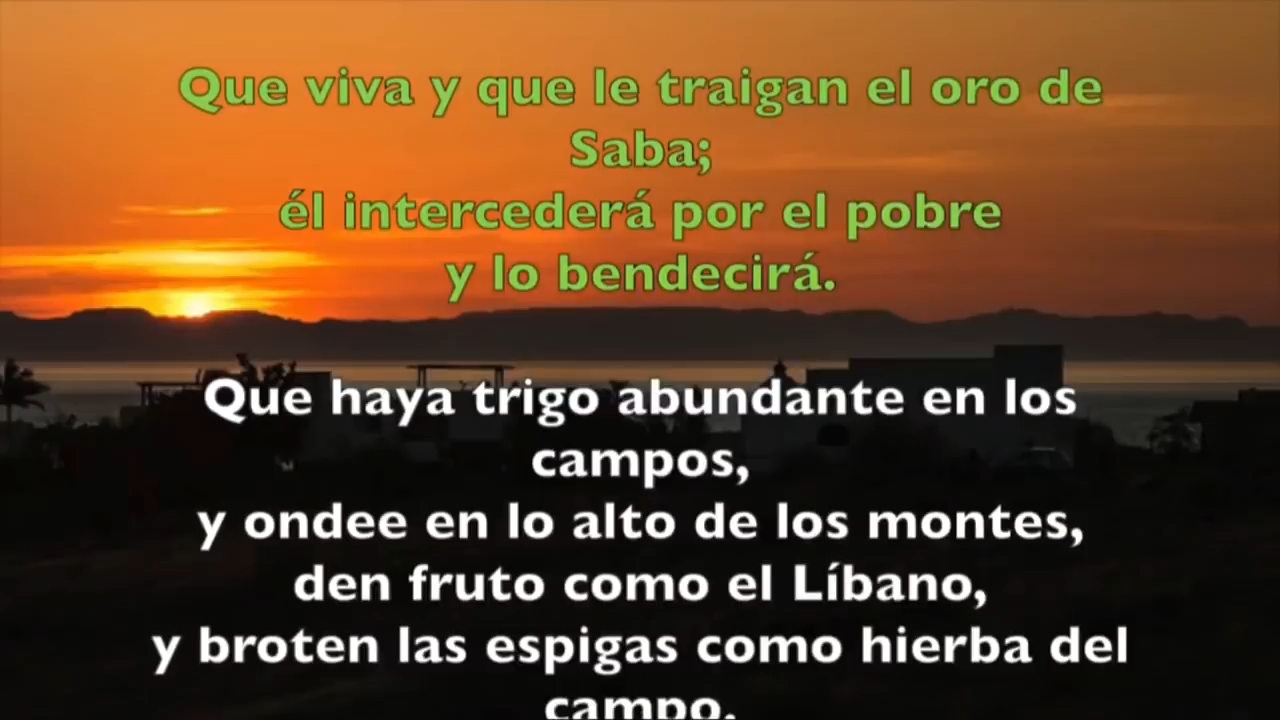 Que viva y que le traigan el oro de
Saba;
él intercederá por el pobre
y lo bendecirá.
Que haya trigo abundante en los
campos,
y ondee en lo alto de los montes,
den fruto como el Líbano,
y broten las espigas como hierba del
campo.